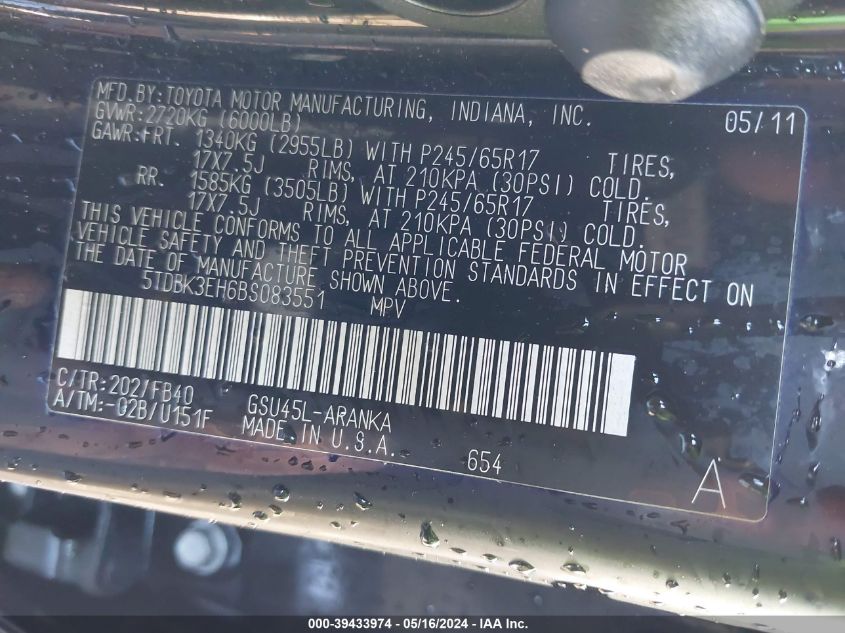 MFD. BY: TOYOTA MOTOR MANUFACTURING, INDIANA, INC. 05/11
GVWR: 2720KG (6000LB)
GAWR: FRT. 1340KG (2955LB) WITH P245/65R17 TIRES,
17X7.5J RIMS, AT 210KPA (30PSI) COLD.
RR. 1585KG (3505LB) WITH P245/65R17 TIRES,
17X7.5J RIMS, AT 210KPA (30PSI) COLD.
THIS VEHICLE CONFORMS TO ALL APPLICABLE FEDERAL MOTOR
VEHICLE SAFETY AND THEFT PREVENTION STANDARDS IN EFFECT ON
THE DATE OF MANUFACTURE SHOWN ABOVE.
5TDBK3EH6BS083551 MPV
C/TR: 202/FB40 GSU45L-ARANKA
A/TM: -02B/U151F MADE IN U.S.A.
654 A
000-39433974 - 05/16/2024 - IAA Inc.